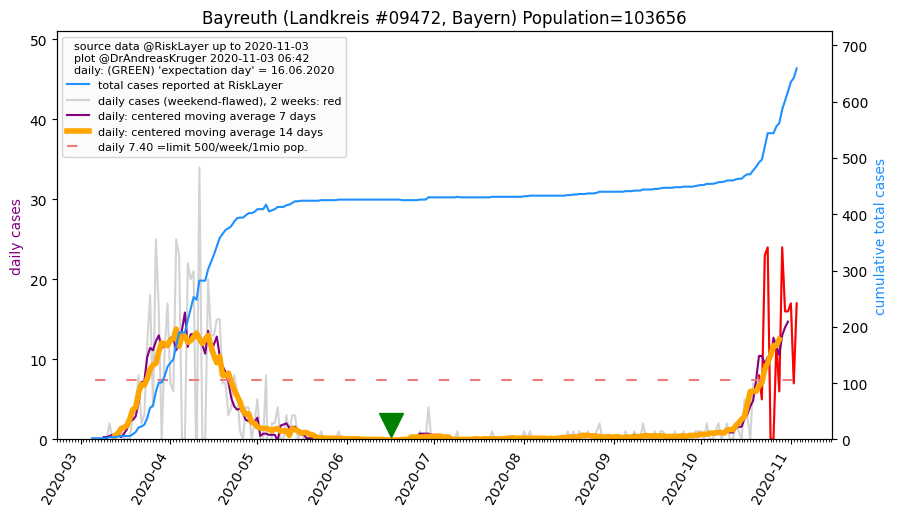 Bayreuth (Landkreis #09472, Bayern) Population=103656
source data @RiskLayer up to 2020-11-03
plot @DrAndreasKruger 2020-11-03 06:42
daily: (GREEN) 'expectation day' = 16.06.2020
total cases reported at RiskLayer
daily cases (weekend-flawed), 2 weeks: red
daily: centered moving average 7 days
daily: centered moving average 14 days
daily 7.40 =limit 500/week/1mio pop.
daily cases
50
40
30
20
10
0
cumulative total cases
700
600
500
400
300
200
100
0
2020-03
2020-04
2020-05
2020-06
2020-07
2020-08
2020-09
2020-10
2020-11